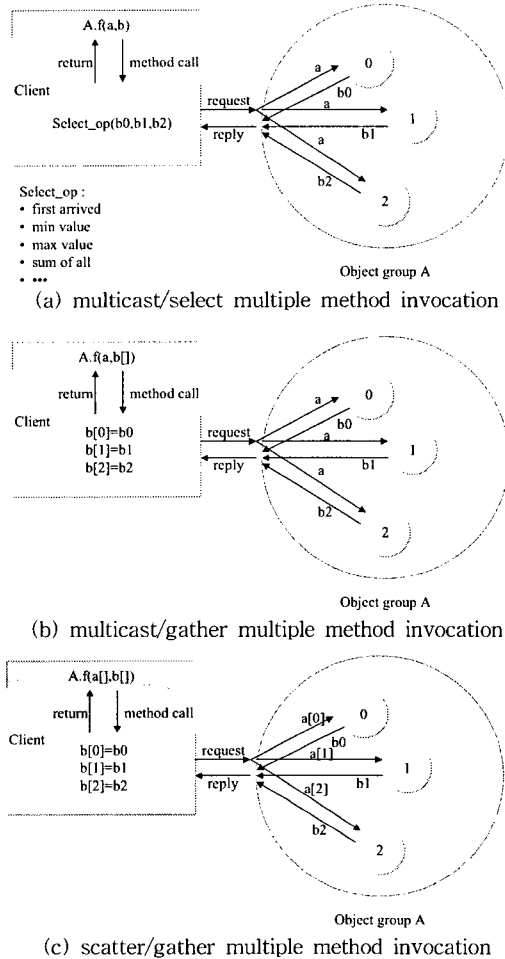 A.f(a,b)
return
method call
Client
Select_op(b0,b1,b2)
request
reply
a
b0
a
b1
a
b2
0
1
2
Select_op :
• first arrived
• min value
• max value
• sum of all
• •••
Object group A
(a) multicast/select multiple method invocation
A.f(a,b[])
return
method call
Client
b[0]=b0
b[1]=b1
b[2]=b2
request
reply
a
b0
a
b1
a
b2
0
1
2
Object group A
(b) multicast/gather multiple method invocation
A.f(a[],b[])
return
method call
Client
b[0]=b0
b[1]=b1
b[2]=b2
request
reply
a[0]
b0
a[1]
b1
a[2]
b2
0
1
2
Object group A
(c) scatter/gather multiple method invocation